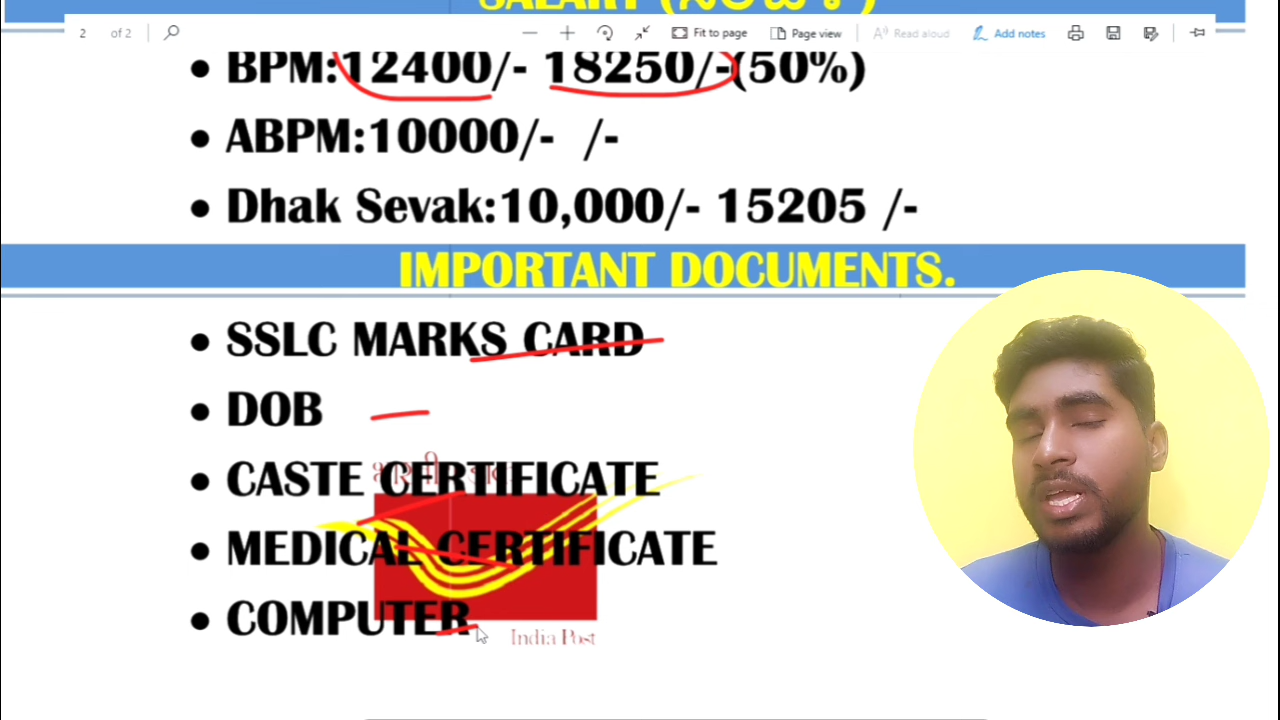 2 of 2 Fit to page Page view Read aloud Add notes
• BPM:12400/- 18250/-(50%)
• ABPM:10000/- /-
• Dhak Sevak:10,000/- 15205 /-
IMPORTANT DOCUMENTS.
• SSLC MARKS CARD
• DOB
• CASTE CERTIFICATE
• MEDICAL CERTIFICATE
• COMPUTER
India Post